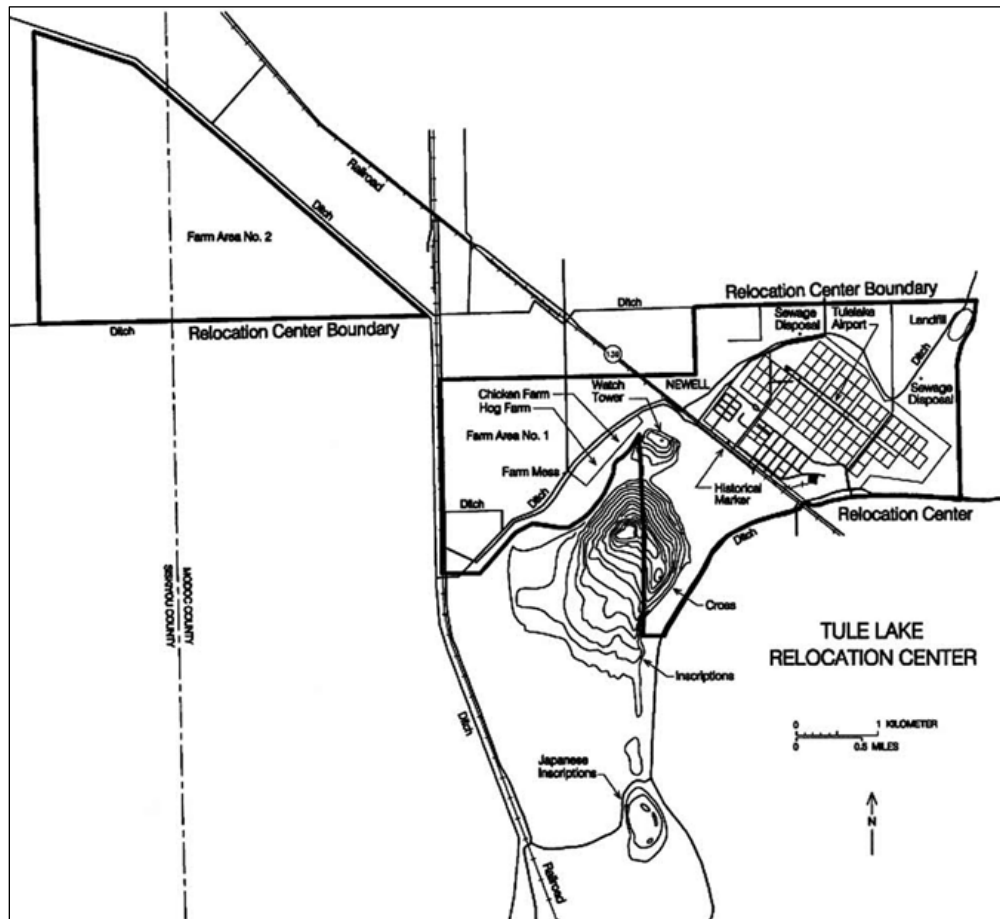 Railroad
Ditch
Farm Area No. 2
Ditch
Relocation Center Boundary
Ditch
Relocation Center Boundary
Sewage
Disposal
Tulelake
Airport
Landfill
Ditch
139
Sewage
Disposal
NEWELL
Watch
Tower
Chicken Farm
Hog Farm
Farm Area No. 1
Farm Mess
Ditch
Ditch
Historical
Marker
Relocation Center
Ditch
MODOC COUNTY
SISKIYOU COUNTY
Cross
TULE LAKE
RELOCATION CENTER
Inscriptions
0 1 KILOMETER
0 0.5 MILES
Ditch
Japanese
Inscriptions
N
Railroad